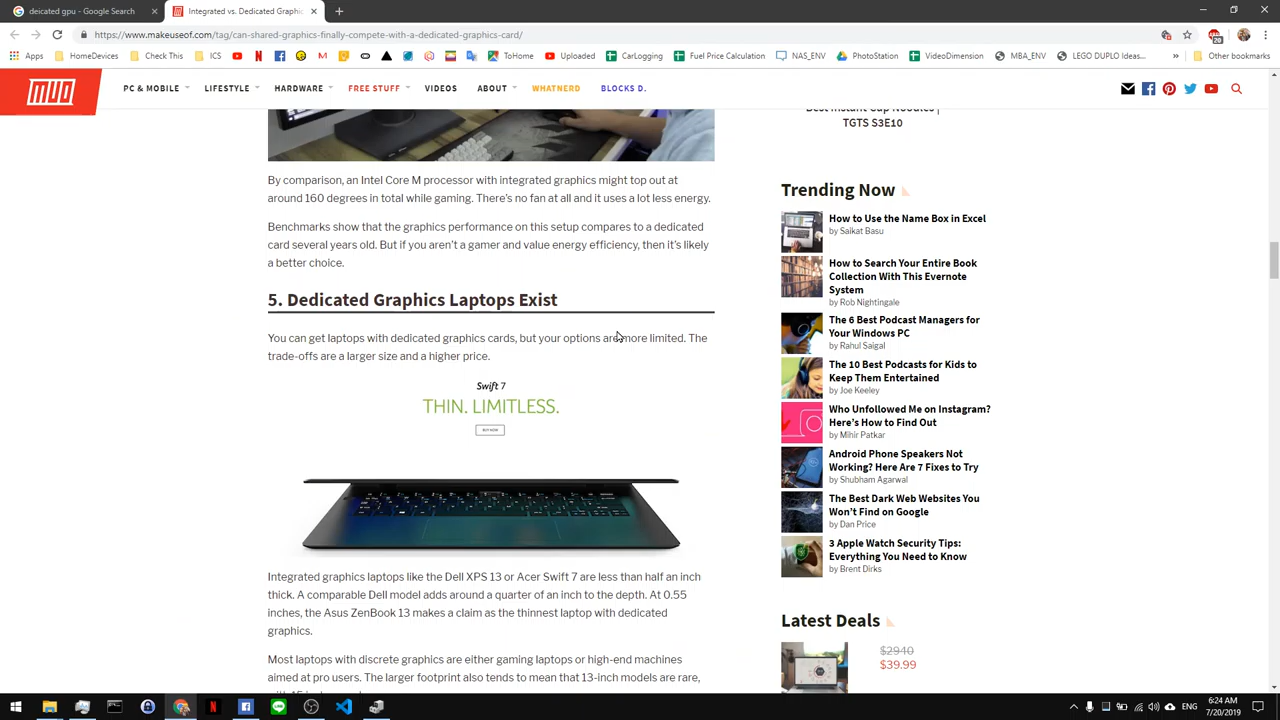 deicated gpu - Google Search
Integrated vs. Dedicated Graphic
https://www.makeuseof.com/tag/can-shared-graphics-finally-compete-with-a-dedicated-graphics-card/
Apps
HomeDevices
Check This
ICS
ToHome
Uploaded
CarLogging
Fuel Price Calculation
NAS_ENV
PhotoStation
VideoDimension
MBA_ENV
LEGO DUPLO Ideas...
Other bookmarks
MUO
PC & MOBILE
LIFESTYLE
HARDWARE
FREE STUFF
VIDEOS
ABOUT
WHATNERD
BLOCKS D.
By comparison, an Intel Core M processor with integrated graphics might top out at
around 160 degrees in total while gaming. There's no fan at all and it uses a lot less energy.
Benchmarks show that the graphics performance on this setup compares to a dedicated
card several years old. But if you aren't a gamer and value energy efficiency, then it's likely
a better choice.
5. Dedicated Graphics Laptops Exist
You can get laptops with dedicated graphics cards, but your options are more limited. The
trade-offs are a larger size and a higher price.
Swift 7
THIN. LIMITLESS.
BUY NOW
Integrated graphics laptops like the Dell XPS 13 or Acer Swift 7 are less than half an inch
thick. A comparable Dell model adds around a quarter of an inch to the depth. At 0.55
inches, the Asus ZenBook 13 makes a claim as the thinnest laptop with dedicated
graphics.
Most laptops with discrete graphics are either gaming laptops or high-end machines
aimed at pro users. The larger footprint also tends to mean that 13-inch models are rare,
Best Instant Cup Noodles |
TGTS S3E10
Trending Now
How to Use the Name Box in Excel
by Saikat Basu
How to Search Your Entire Book
Collection With This Evernote
System
by Rob Nightingale
The 6 Best Podcast Managers for
Your Windows PC
by Rahul Saigal
The 10 Best Podcasts for Kids to
Keep Them Entertained
by Joe Keeley
Who Unfollowed Me on Instagram?
Here's How to Find Out
by Mihir Patkar
Android Phone Speakers Not
Working? Here Are 7 Fixes to Try
by Shubham Agarwal
The Best Dark Web Websites You
Won't Find on Google
by Dan Price
3 Apple Watch Security Tips:
Everything You Need to Know
by Brent Dirks
Latest Deals
$2940
$39.99
ENG
6:24 AM
7/20/2019